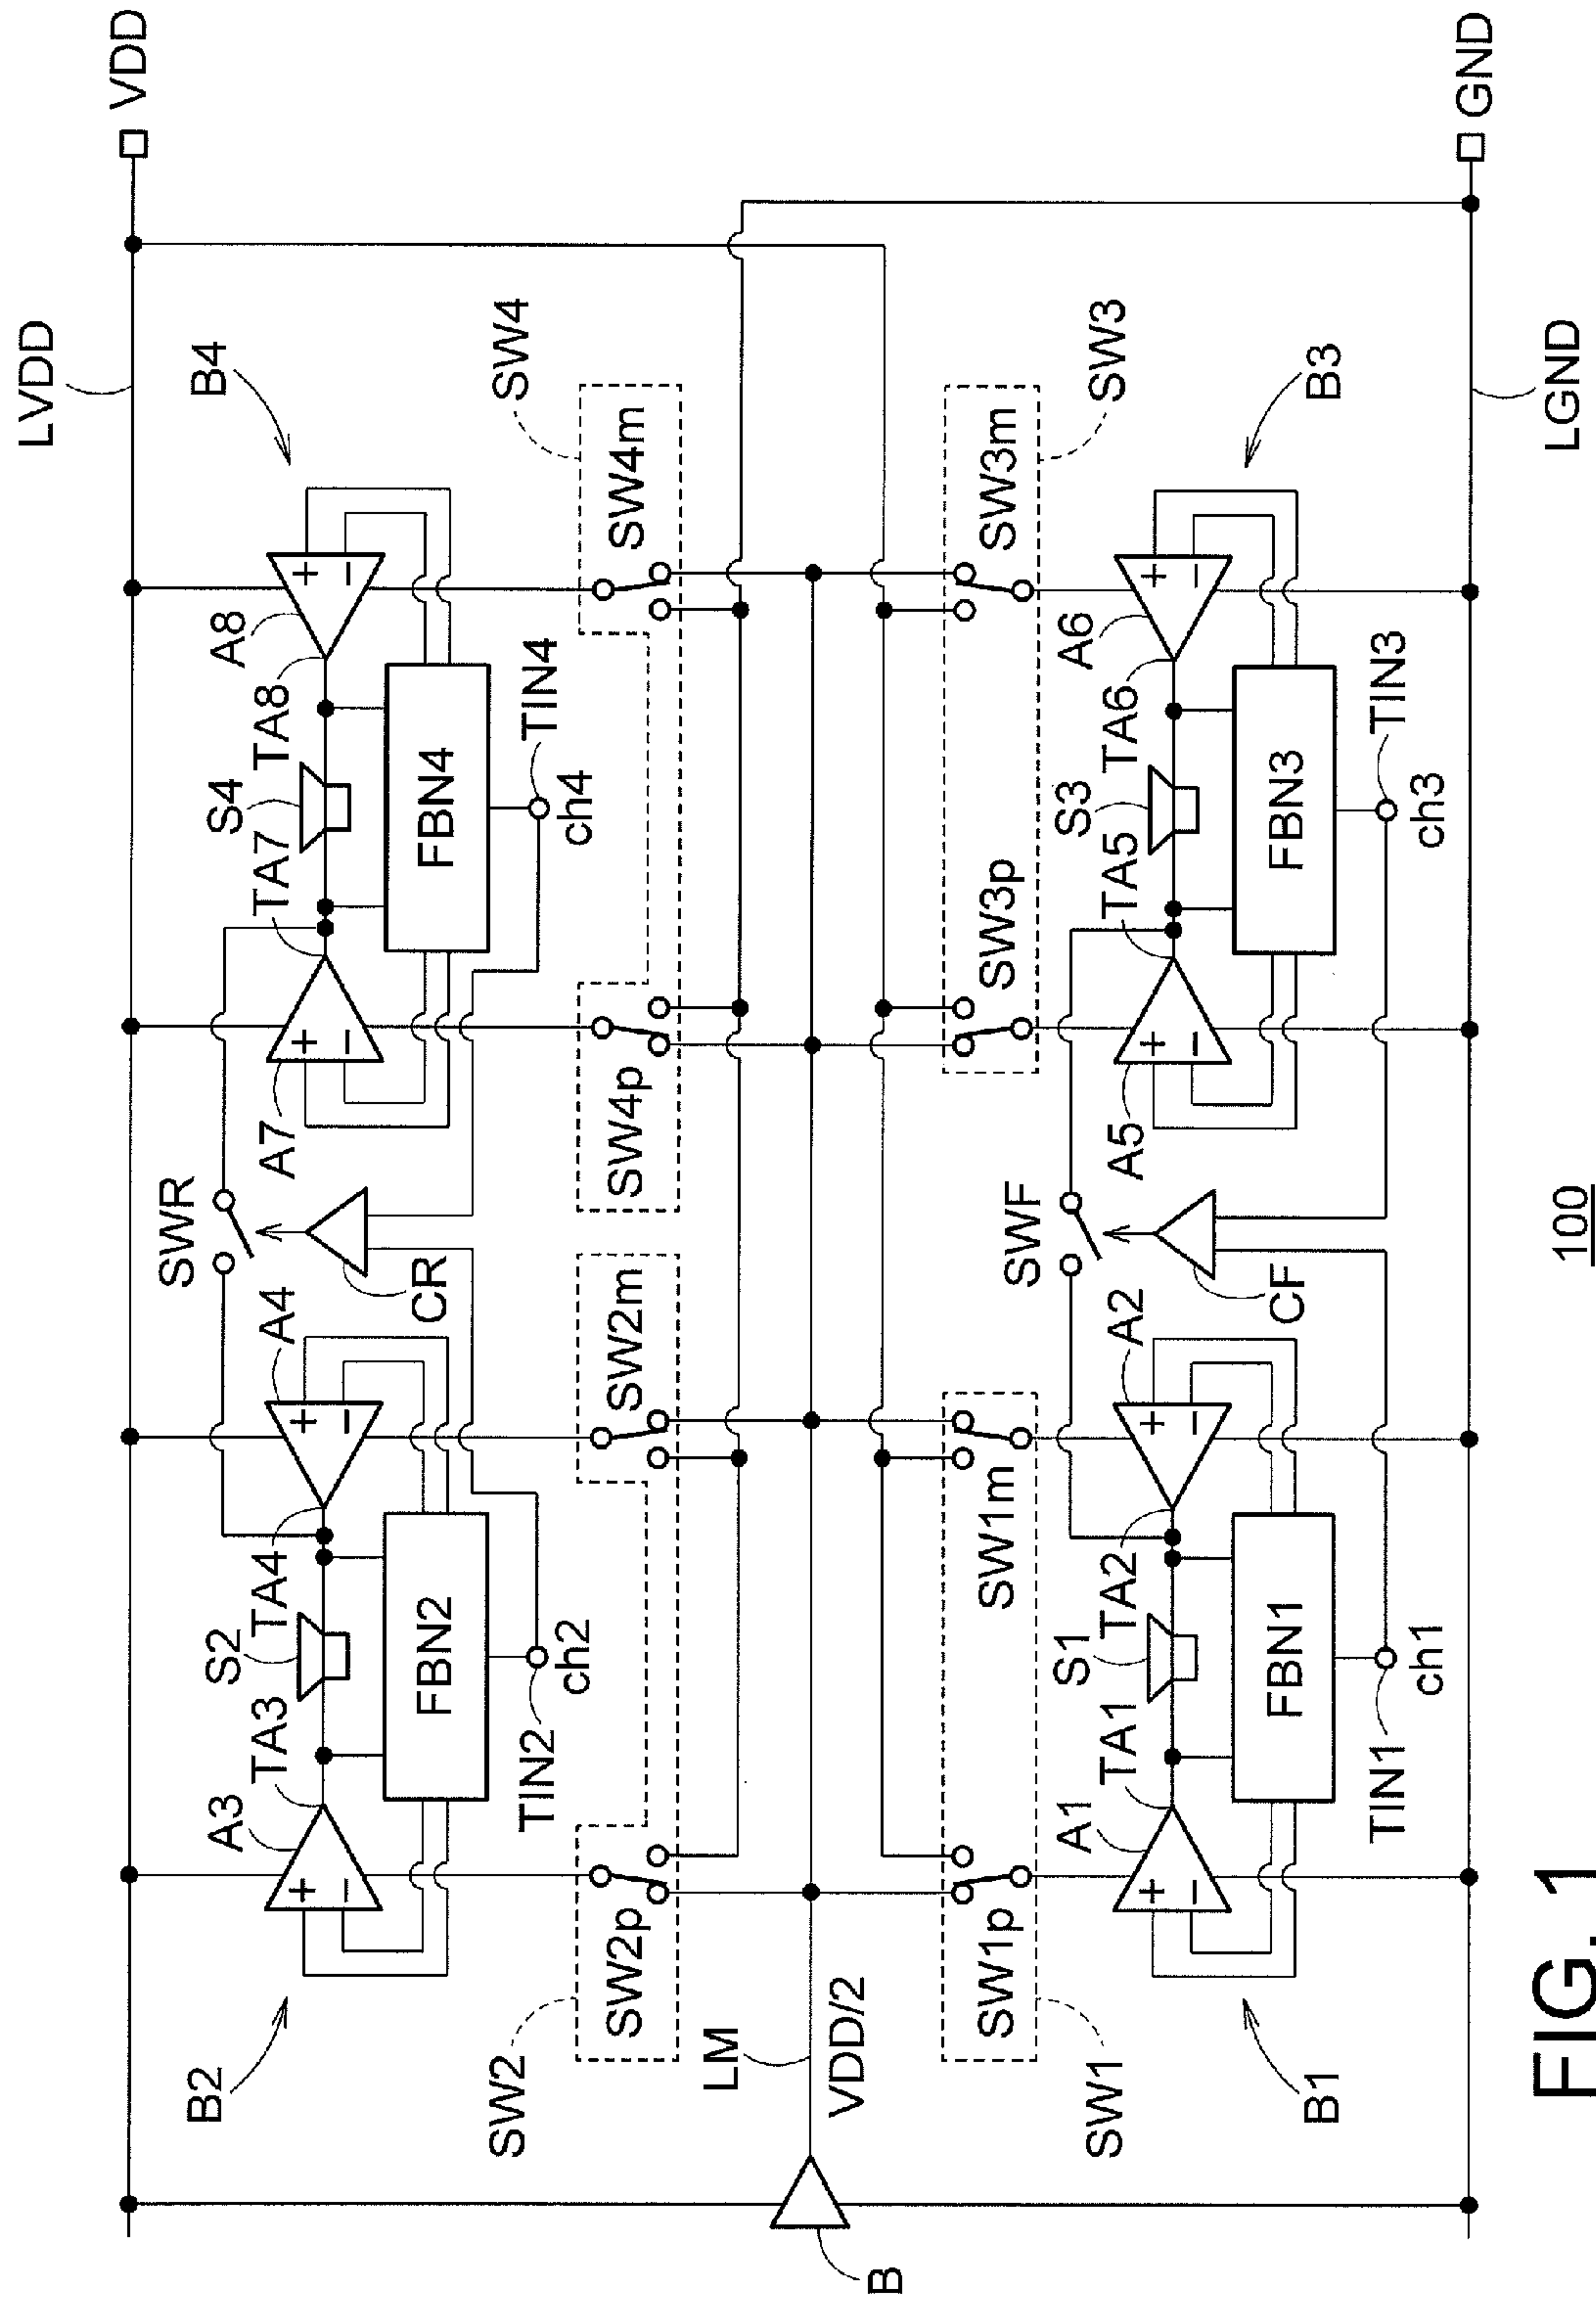 LVDD
VDD
B2
A3
TA3
S2
TA4
A4
SWR
A7
TA7
S4
TA8
A8
B4
+
−
+
−
+
−
+
−
FBN2
CR
FBN4
TIN2
ch2
ch4
TIN4
SW2
SW2p
SW2m
SW4p
SW4m
SW4
LM
VDD/2
B
SW1
SW1p
SW1m
SW3p
SW3m
SW3
A1
TA1
S1
TA2
A2
SWF
A5
TA5
S3
TA6
A6
+
−
+
−
+
−
+
−
B1
FBN1
CF
FBN3
B3
TIN1
ch1
ch3
TIN3
LGND
GND
FIG. 1
100